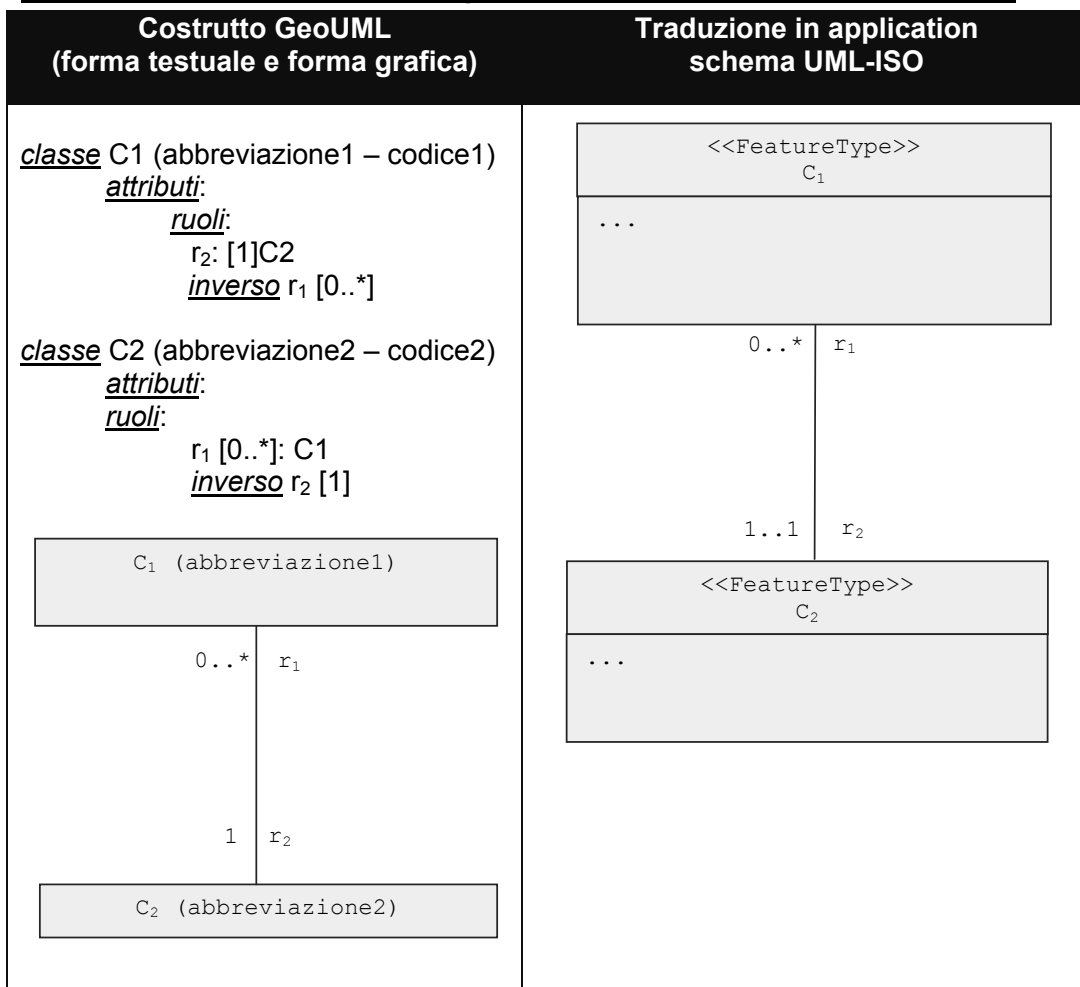 Costrutto GeoUML
(forma testuale e forma grafica)
Traduzione in application
schema UML-ISO
classe C1 (abbreviazione1 – codice1)
attributi:
ruoli:
r₂: [1]C2
inverso r₁ [0..*]
classe C2 (abbreviazione2 – codice2)
attributi:
ruoli:
r₁ [0..*]: C1
inverso r₂ [1]
C₁ (abbreviazione1)
0..* r₁
1 r₂
C₂ (abbreviazione2)
<<FeatureType>>
C₁
...
0..* r₁
1..1 r₂
<<FeatureType>>
C₂
...